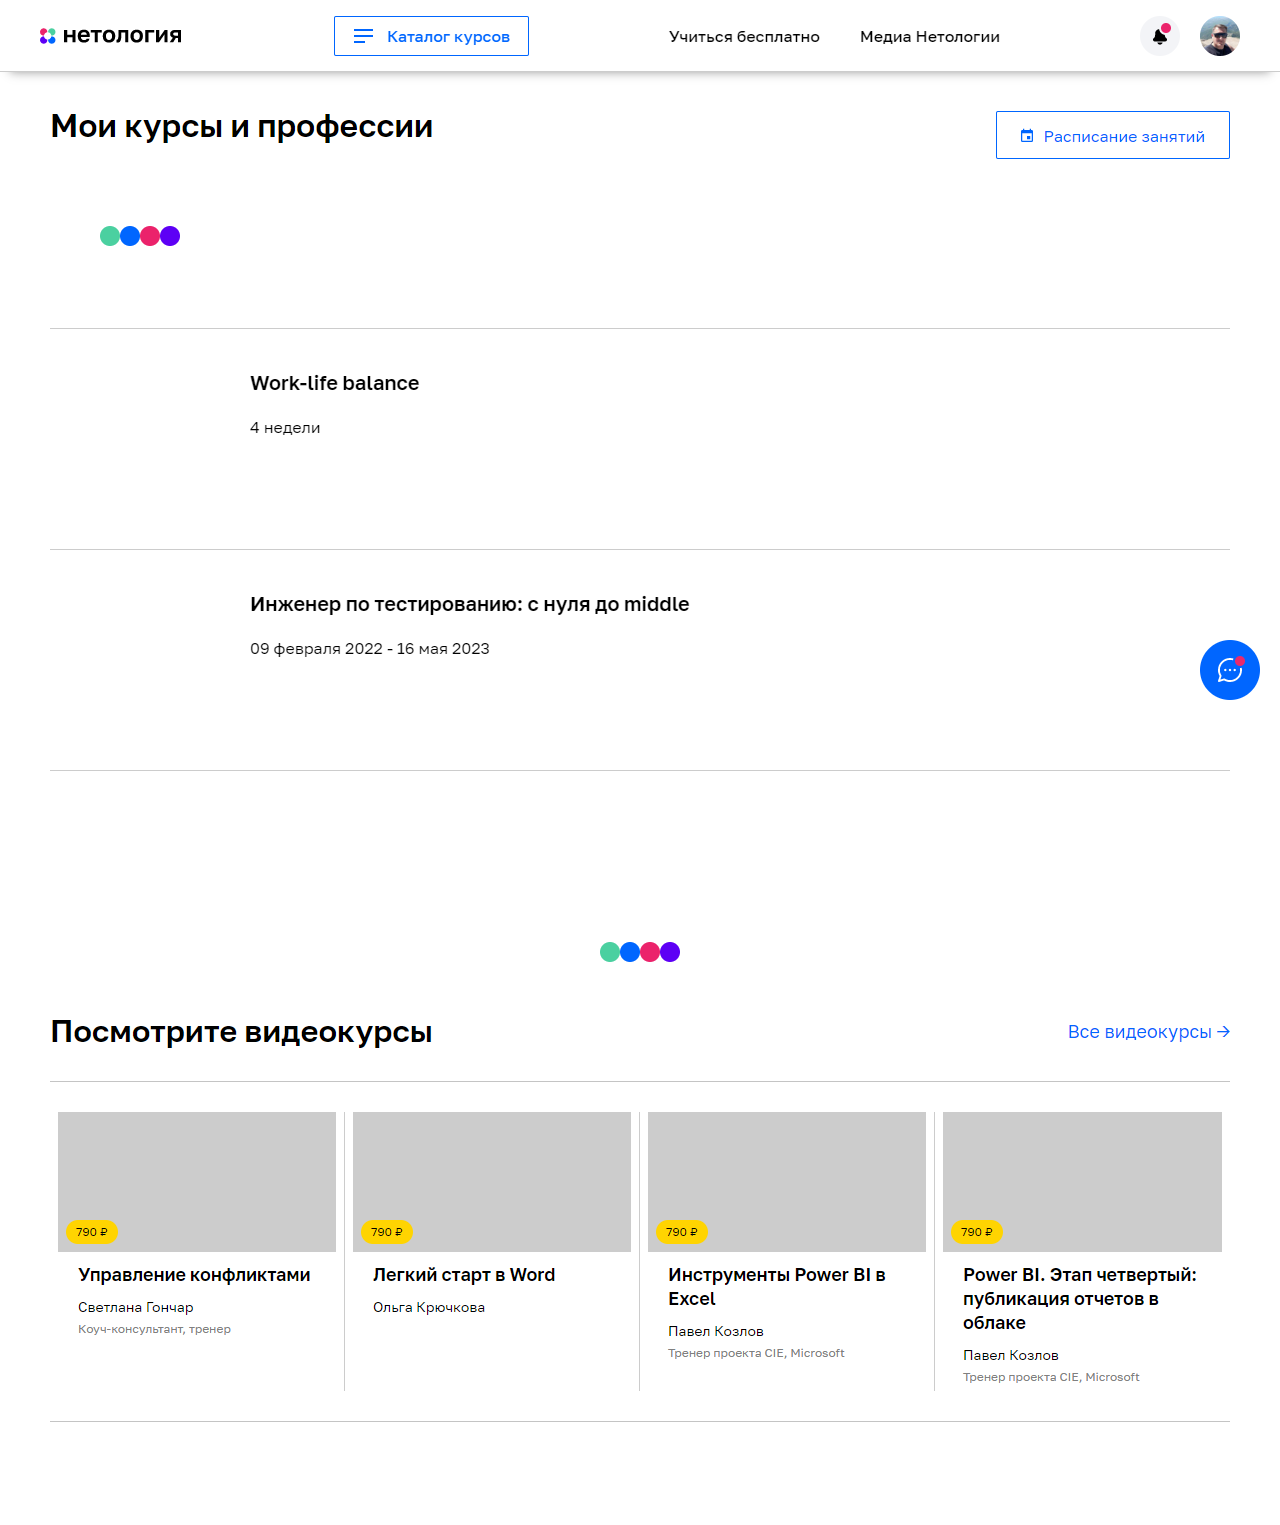 нетология
Каталог курсов
Учиться бесплатно
Медиа Нетологии
Мои курсы и профессии
Расписание занятий
Work-life balance
4 недели
Инженер по тестированию: с нуля до middle
09 февраля 2022 - 16 мая 2023
Посмотрите видеокурсы
Все видеокурсы →
790 ₽
Управление конфликтами
Светлана Гончар
Коуч-консультант, тренер
790 ₽
Легкий старт в Word
Ольга Крючкова
790 ₽
Инструменты Power BI в
Excel
Павел Козлов
Тренер проекта CIE, Microsoft
790 ₽
Power BI. Этап четвертый:
публикация отчетов в
облаке
Павел Козлов
Тренер проекта CIE, Microsoft